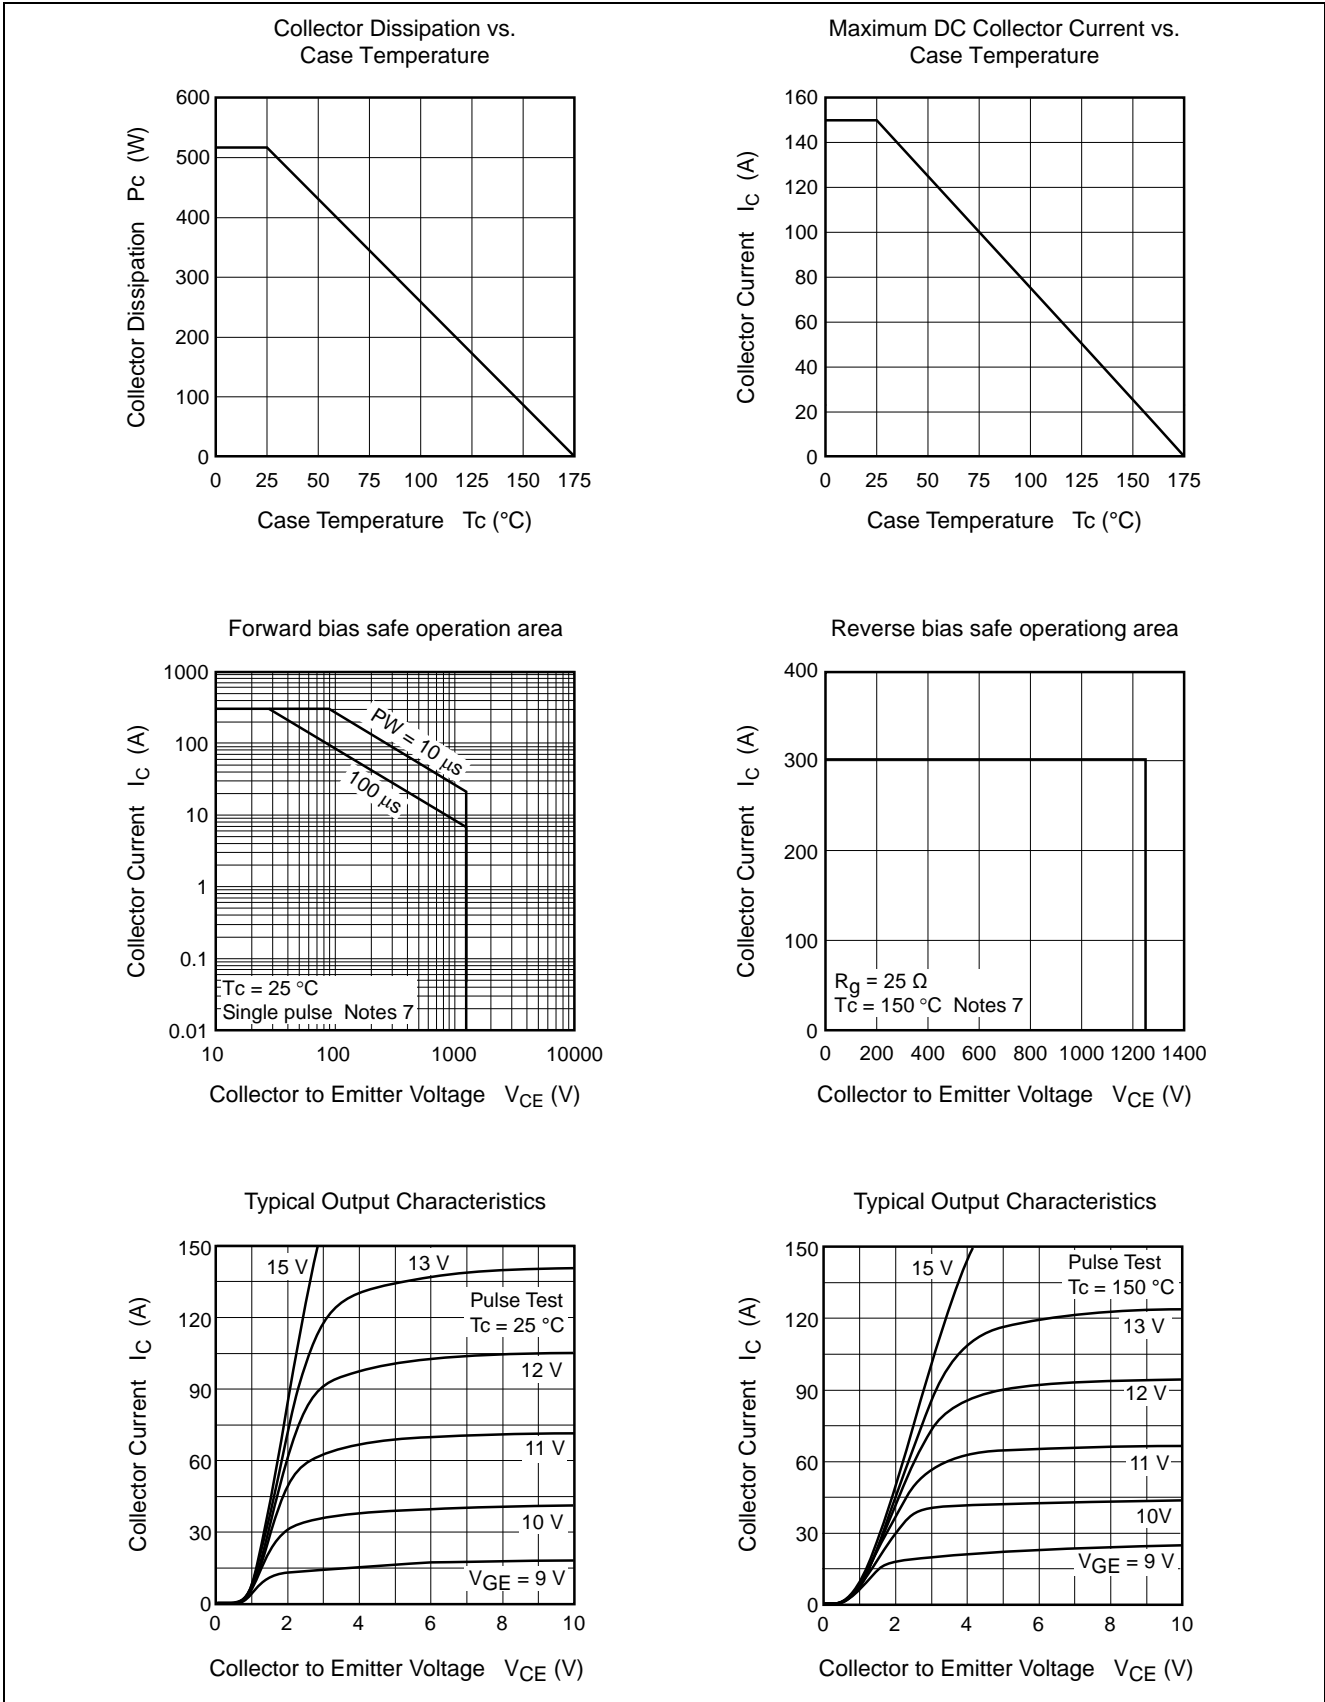 Collector Dissipation vs.
Case Temperature
600
500
400
300
200
100
0
Collector Dissipation Pc (W)
0 25 50 75 100 125 150 175
Case Temperature Tc (°C)
Maximum DC Collector Current vs.
Case Temperature
160
140
120
100
80
60
40
20
0
Collector Current IC (A)
0 25 50 75 100 125 150 175
Case Temperature Tc (°C)
Forward bias safe operation area
1000
100
10
1
0.1
0.01
Collector Current IC (A)
PW = 10 μs
100 μs
Tc = 25 °C
Single pulse Notes 7
10 100 1000 10000
Collector to Emitter Voltage VCE (V)
Reverse bias safe operationg area
400
300
200
100
0
Collector Current IC (A)
Rg = 25 Ω
Tc = 150 °C Notes 7
0 200 400 600 800 1000 1200 1400
Collector to Emitter Voltage VCE (V)
Typical Output Characteristics
150
120
90
60
30
0
Collector Current IC (A)
15 V
13 V
Pulse Test
Tc = 25 °C
12 V
11 V
10 V
VGE = 9 V
0 2 4 6 8 10
Collector to Emitter Voltage VCE (V)
Typical Output Characteristics
150
120
90
60
30
0
Collector Current IC (A)
15 V
Pulse Test
Tc = 150 °C
13 V
12 V
11 V
10V
VGE = 9 V
0 2 4 6 8 10
Collector to Emitter Voltage VCE (V)